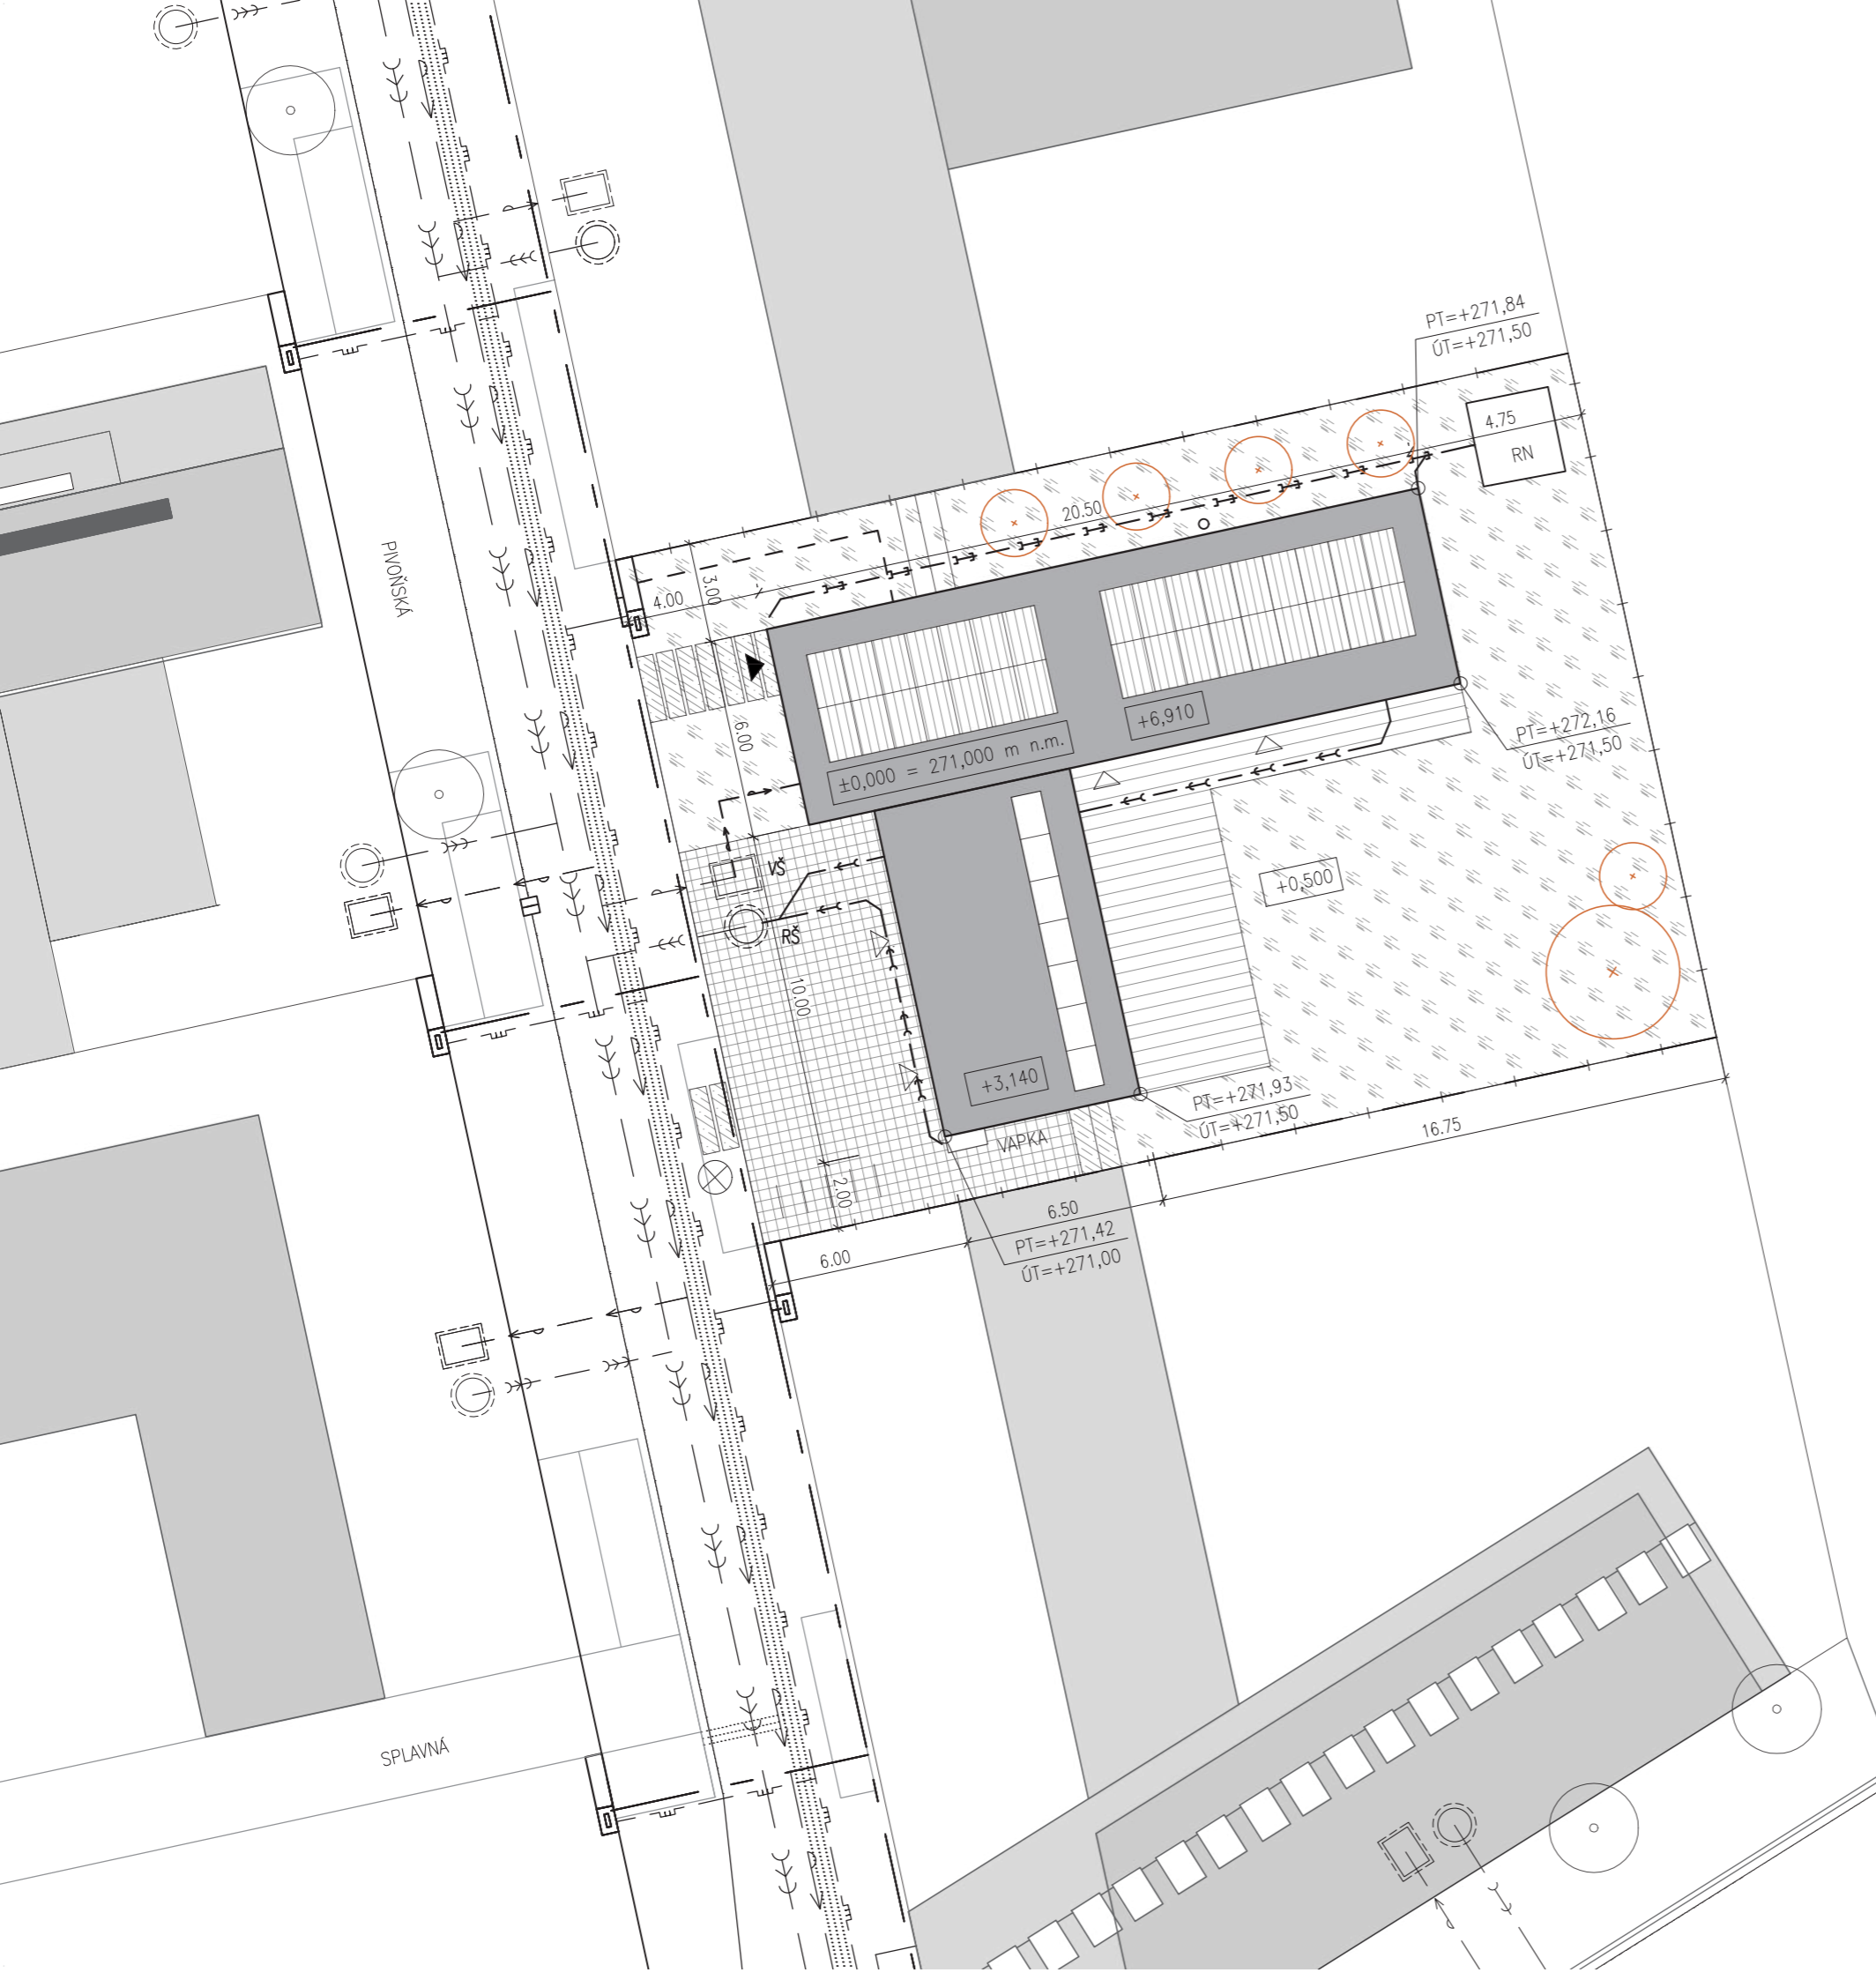 PT=+271,84
ÚT=+271,50
4,75
RN
20.50
PIVOŇSKÁ
3.00
4.00
+6,910
6.00
±0,000 = 271,000 m n.m.
PT=+272,16
ÚT=+271,50
VŠ
+0,500
RŠ
10.00
+3,140
PT=+271,93
ÚT=+271,50
VAPKA
16.75
2.00
6.50
PT=+271,42
ÚT=+271,00
6.00
SPLAVNÁ